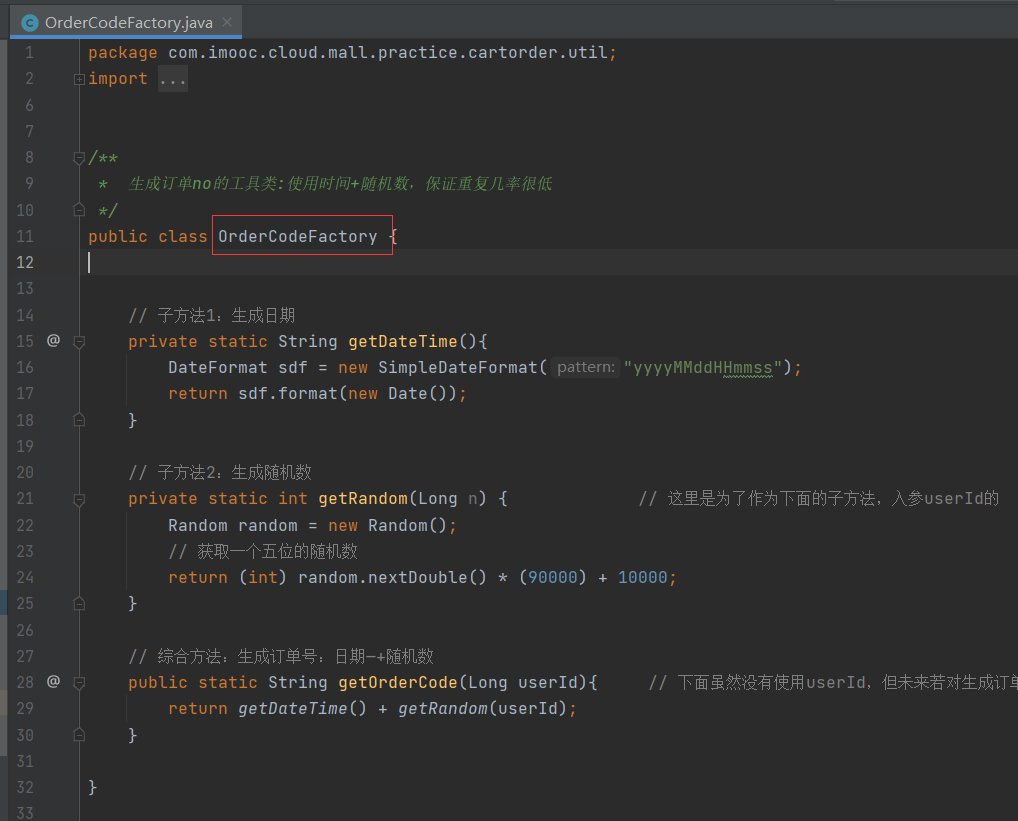 OrderCodeFactory.java
1 package com.imooc.cloud.mall.practice.cartorder.util;
2 import ...
6
7
8 /**
9 * 生成订单no的工具类:使用时间+随机数，保证重复几率很低
10 */
11 public class OrderCodeFactory {
12
13
14 // 子方法1：生成日期
15 @ private static String getDateTime(){
16 DateFormat sdf = new SimpleDateFormat( pattern: "yyyyMMddHHmmss");
17 return sdf.format(new Date());
18 }
19
20 // 子方法2：生成随机数
21 private static int getRandom(Long n) { // 这里是为了作为下面的子方法，入参userId的
22 Random random = new Random();
23 // 获取一个五位的随机数
24 return (int) random.nextDouble() * (90000) + 10000;
25 }
26
27 // 综合方法：生成订单号：日期—+随机数
28 @ public static String getOrderCode(Long userId){ // 下面虽然没有使用userId，但未来若对生成订单
29 return getDateTime() + getRandom(userId);
30 }
31
32 }
33